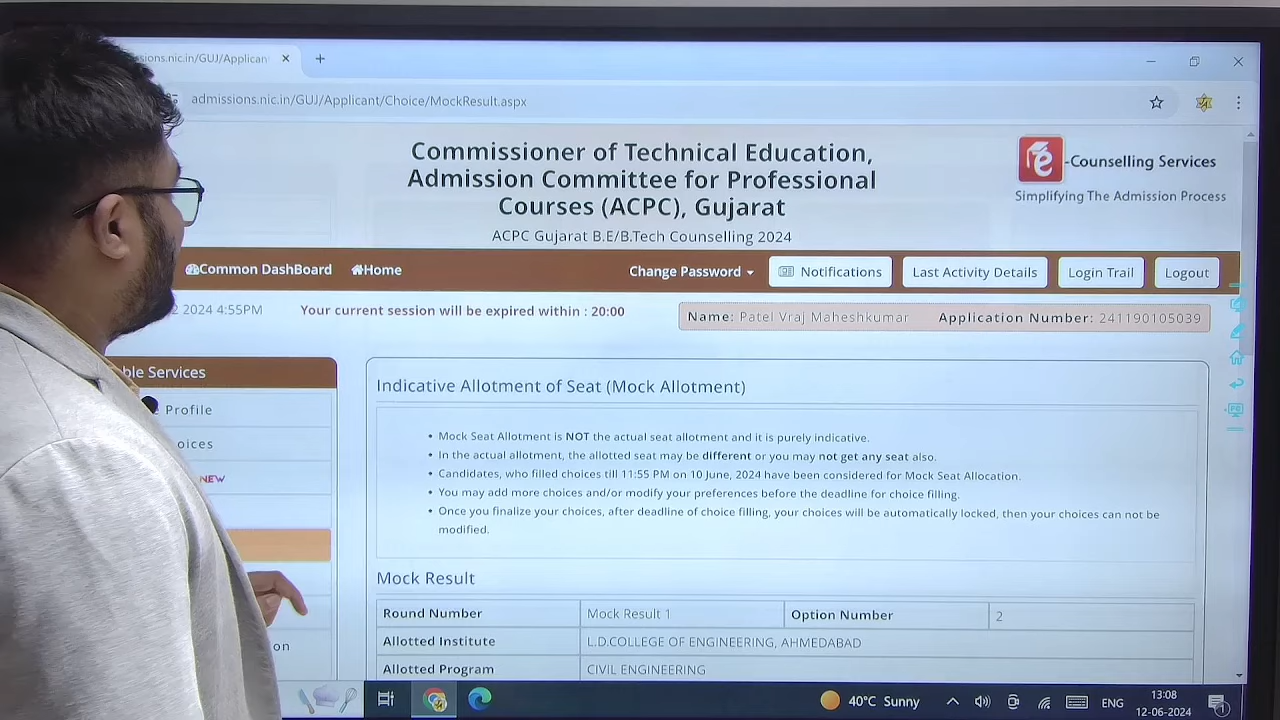 sions.nic.in/GUJ/Applican
admissions.nic.in/GUJ/Applicant/Choice/MockResult.aspx
Commissioner of Technical Education,
Admission Committee for Professional
Courses (ACPC), Gujarat
ACPC Gujarat B.E/B.Tech Counselling 2024
e-Counselling Services
Simplifying The Admission Process
Common DashBoard Home Change Password Notifications Last Activity Details Login Trail Logout
2024 4:55PM Your current session will be expired within : 20:00 Name: Patel Vraj Maheshkumar Application Number: 241190105039
ble Services
Profile
oices
NEW
on
Indicative Allotment of Seat (Mock Allotment)
• Mock Seat Allotment is NOT the actual seat allotment and it is purely indicative.
• In the actual allotment, the allotted seat may be different or you may not get any seat also.
• Candidates, who filled choices till 11:55 PM on 10 June, 2024 have been considered for Mock Seat Allocation.
• You may add more choices and/or modify your preferences before the deadline for choice filling.
• Once you finalize your choices, after deadline of choice filling, your choices will be automatically locked, then your choices can not be
modified.
Mock Result
Round Number Mock Result 1 Option Number 2
Allotted Institute L.D.COLLEGE OF ENGINEERING, AHMEDABAD
Allotted Program CIVIL ENGINEERING
40°C Sunny ENG 13:08
12-06-2024